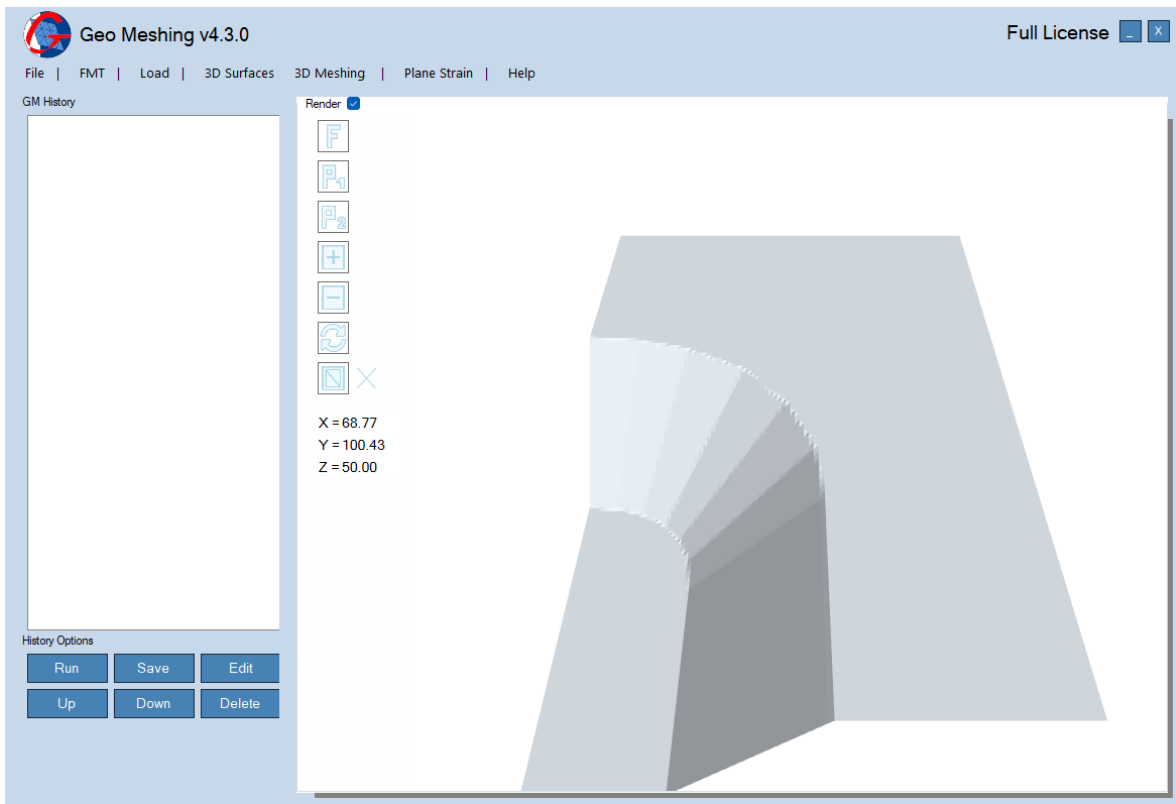 Geo Meshing v4.3.0
Full License _ X
File | FMT | Load | 3D Surfaces 3D Meshing | Plane Strain | Help
GM History
Render
F
P1
P2
X = 68.77
Y = 100.43
Z = 50.00
History Options
Run Save Edit
Up Down Delete